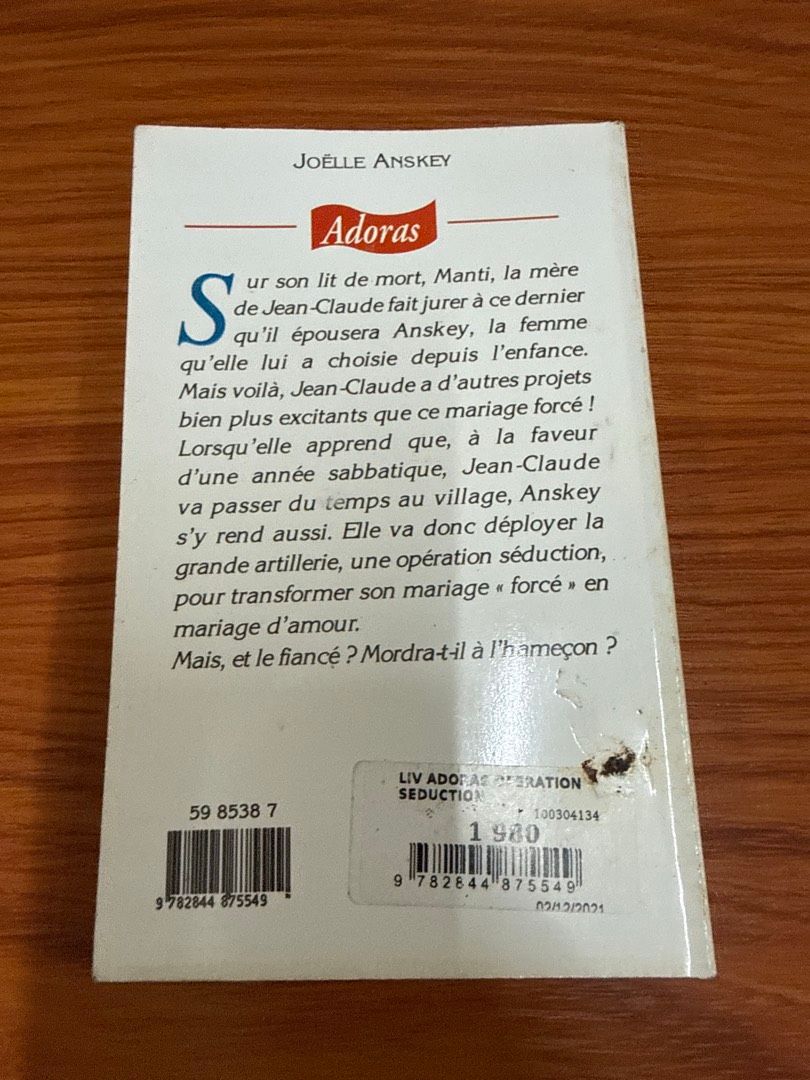 JOËLLE ANSKEY
Adoras
Sur son lit de mort, Manti, la mère
de Jean-Claude fait jurer à ce dernier
qu'il épousera Anskey, la femme
qu'elle lui a choisie depuis l'enfance.
Mais voilà, Jean-Claude a d'autres projets
bien plus excitants que ce mariage forcé !
Lorsqu'elle apprend que, à la faveur
d'une année sabbatique, Jean-Claude
va passer du temps au village, Anskey
s'y rend aussi. Elle va donc déployer la
grande artillerie, une opération séduction,
pour transformer son mariage « forcé » en
mariage d'amour.
Mais, et le fiancé ? Mordra-t-il à l'hameçon ?
LIV ADORAS OPERATION
SEDUCTION
59 8538 7
100304134
1 980
9 782844 875549
9 782844 875549
02/12/2021